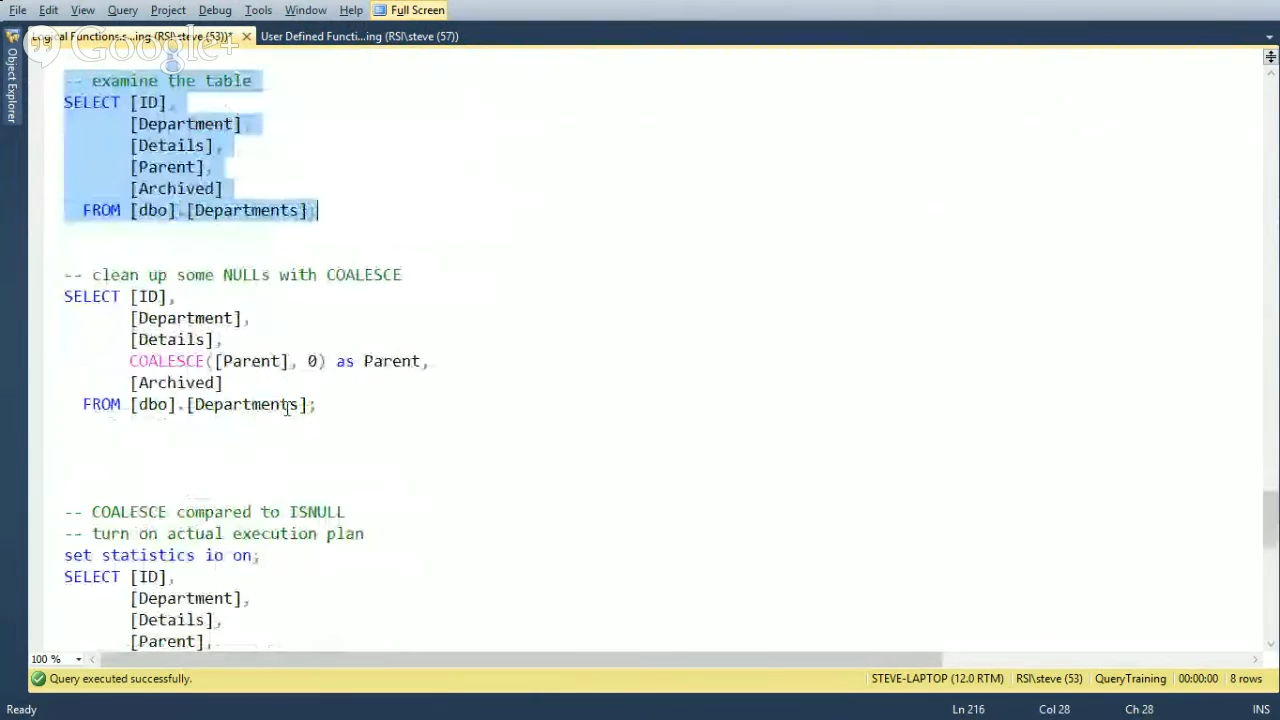 File Edit View Query Project Debug Tools Window Help Full Screen
Logical Functions.s...ing (RSI\steve (53))* User Defined Functi...ing (RSI\steve (57))
Google+
Object Explorer
-- examine the table
SELECT [ID],
[Department],
[Details],
[Parent],
[Archived]
FROM [dbo].[Departments];
-- clean up some NULLs with COALESCE
SELECT [ID],
[Department],
[Details],
COALESCE([Parent], 0) as Parent,
[Archived]
FROM [dbo].[Departments];
-- COALESCE compared to ISNULL
-- turn on actual execution plan
set statistics io on;
SELECT [ID],
[Department],
[Details],
[Parent],
100 %
Query executed successfully. STEVE-LAPTOP (12.0 RTM) RSI\steve (53) QueryTraining 00:00:00 8 rows
Ready Ln 216 Col 28 Ch 28 INS